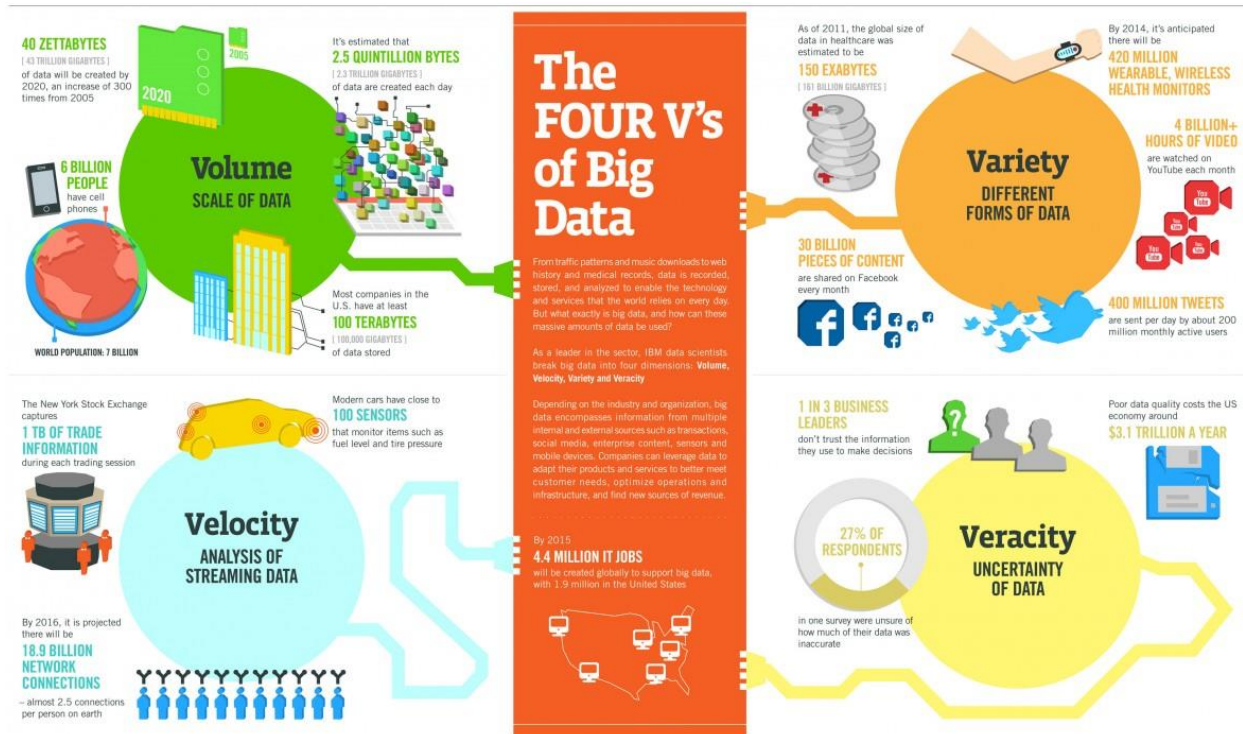 40 ZETTABYTES
[ 43 TRILLION GIGABYTES ]
of data will be created by
2020, an increase of 300
times from 2005
2005
2020
It's estimated that
2.5 QUINTILLION BYTES
[ 2.3 TRILLION GIGABYTES ]
of data are created each day
6 BILLION
PEOPLE
have cell
phones
WORLD POPULATION: 7 BILLION
Volume
SCALE OF DATA
Most companies in the
U.S. have at least
100 TERABYTES
[ 100,000 GIGABYTES ]
of data stored
The New York Stock Exchange
captures
1 TB OF TRADE
INFORMATION
during each trading session
Modern cars have close to
100 SENSORS
that monitor items such as
fuel level and tire pressure
Velocity
ANALYSIS OF
STREAMING DATA
By 2016, it is projected
there will be
18.9 BILLION
NETWORK
CONNECTIONS
– almost 2.5 connections
per person on earth
The
FOUR V's
of Big
Data
From traffic patterns and music downloads to web
history and medical records, data is recorded,
stored, and analyzed to enable the technology
and services that the world relies on every day.
But what exactly is big data, and how can these
massive amounts of data be used?
As a leader in the sector, IBM data scientists
break big data into four dimensions: Volume,
Velocity, Variety and Veracity
Depending on the industry and organization, big
data encompasses information from multiple
internal and external sources such as transactions,
social media, enterprise content, sensors and
mobile devices. Companies can leverage data to
adapt their products and services to better meet
customer needs, optimize operations and
infrastructure, and find new sources of revenue.
By 2015
4.4 MILLION IT JOBS
will be created globally to support big data,
with 1.9 million in the United States
As of 2011, the global size of
data in healthcare was
estimated to be
150 EXABYTES
[ 161 BILLION GIGABYTES ]
By 2014, it's anticipated
there will be
420 MILLION
WEARABLE, WIRELESS
HEALTH MONITORS
4 BILLION+
HOURS OF VIDEO
are watched on
YouTube each month
You
Tube
You
Tube
You
Tube
You
Tube
Variety
DIFFERENT
FORMS OF DATA
30 BILLION
PIECES OF CONTENT
are shared on Facebook
every month
400 MILLION TWEETS
are sent per day by about 200
million monthly active users
1 IN 3 BUSINESS
LEADERS
don't trust the information
they use to make decisions
?
Poor data quality costs the US
economy around
$3.1 TRILLION A YEAR
27% OF
RESPONDENTS
in one survey were unsure of
how much of their data was
inaccurate
Veracity
UNCERTAINTY
OF DATA